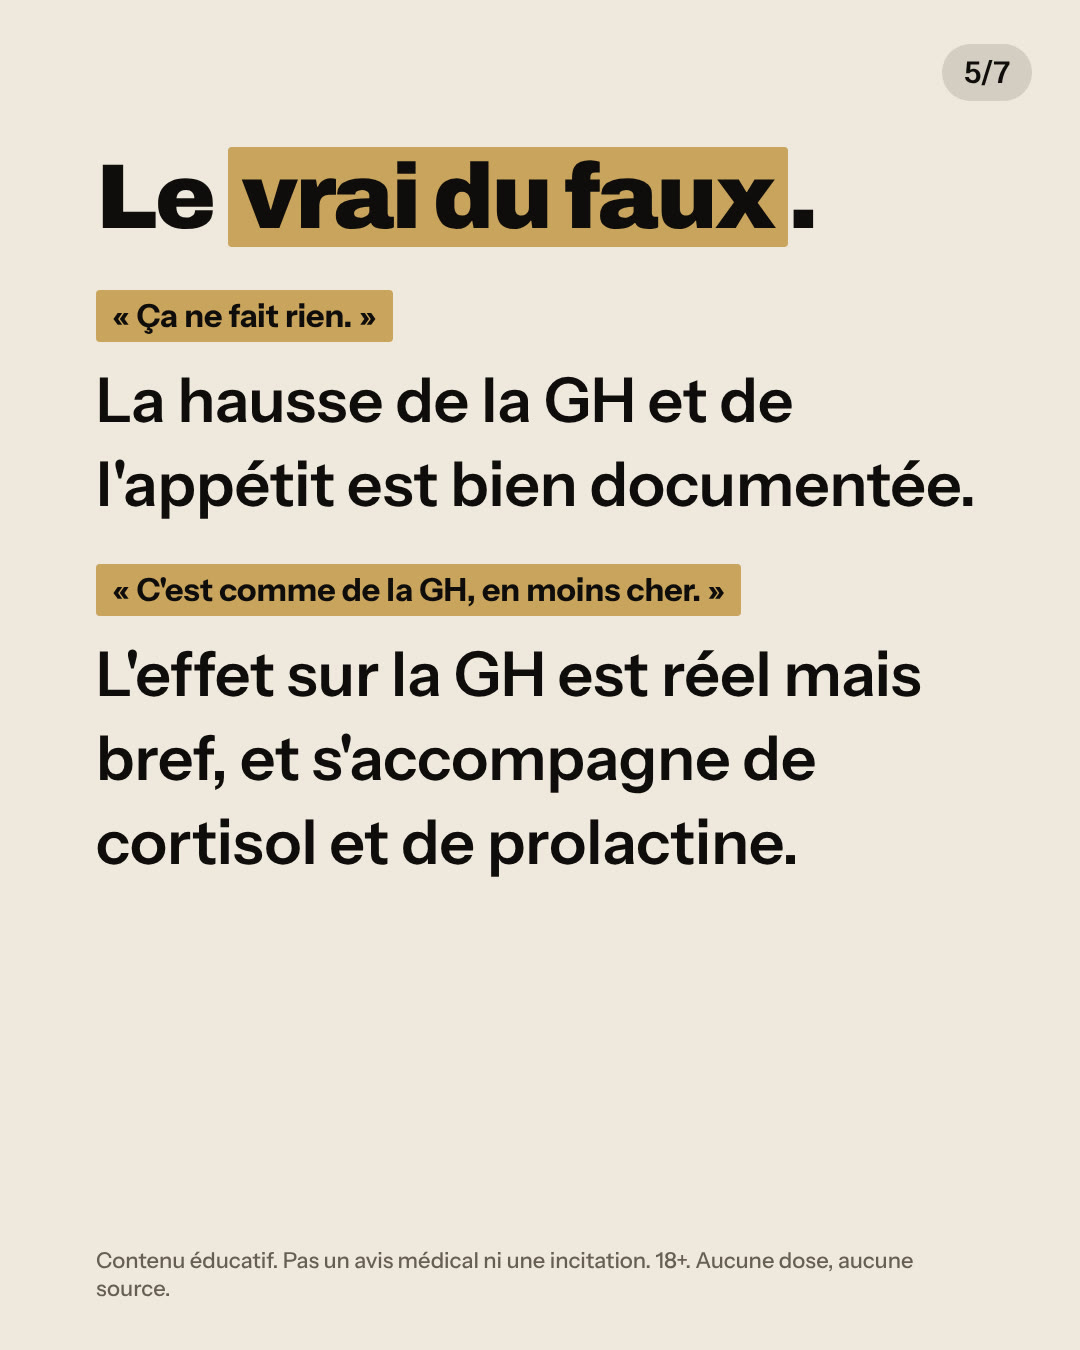 5/7
Le vrai du faux.
« Ça ne fait rien. »
La hausse de la GH et de
l'appétit est bien documentée.
« C'est comme de la GH, en moins cher. »
L'effet sur la GH est réel mais
bref, et s'accompagne de
cortisol et de prolactine.
Contenu éducatif. Pas un avis médical ni une incitation. 18+. Aucune dose, aucune
source.